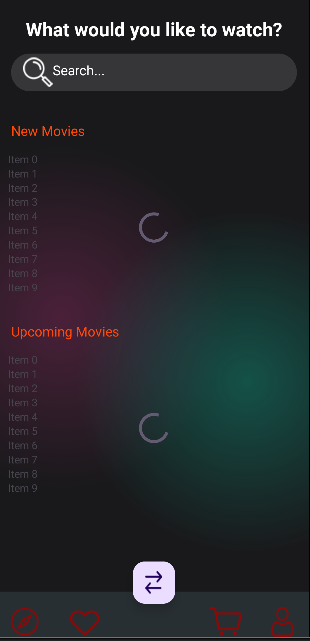 What would you like to watch?
Search...
New Movies
Item 0
Item 1
Item 2
Item 3
Item 4
Item 5
Item 6
Item 7
Item 8
Item 9
Upcoming Movies
Item 0
Item 1
Item 2
Item 3
Item 4
Item 5
Item 6
Item 7
Item 8
Item 9